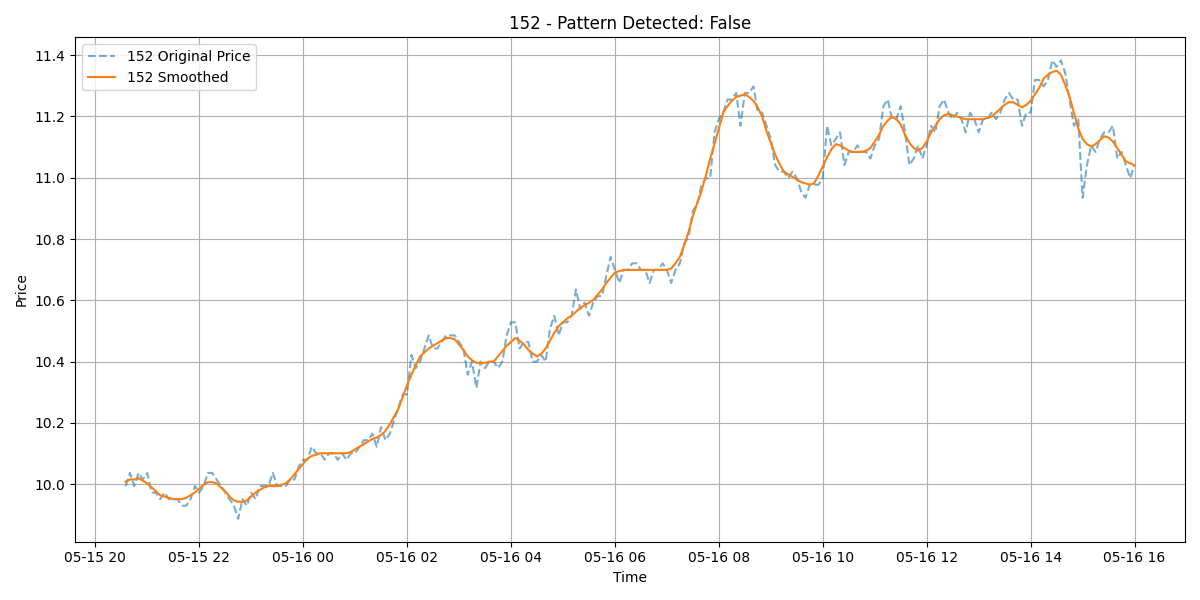 152 - Pattern Detected: False
152 Original Price
152 Smoothed
Price
11.4
11.2
11.0
10.8
10.6
10.4
10.2
10.0
05-15 20 05-15 22 05-16 00 05-16 02 05-16 04 05-16 06 05-16 08 05-16 10 05-16 12 05-16 14 05-16 16
Time